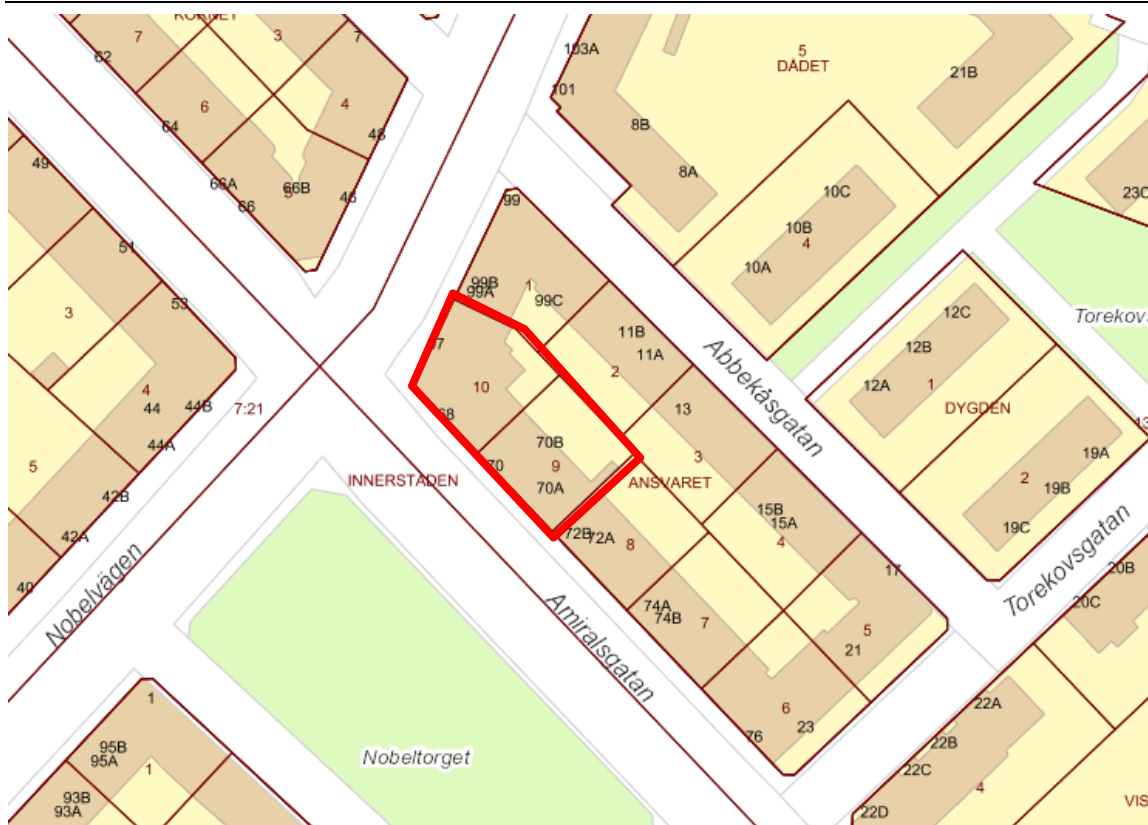 KORNET
7
3
7
62
103A
5
DÅDET
21B
101
6
4
64
8B
48
49
8A
66A
66B
5
66
46
10C
23C
99
10B
4
51
10A
99B
1
99A
99C
53
12C
3
11B
12B
Torekovs
11A
2
12A
1
10
Abbekåsgatan
4
44
44B
7:21
13
DYGDEN
68
44A
70B
3
19A
5
70
9
INNERSTADEN
70A
ANSVARET
2
19B
42B
15B
15A
19C
42A
72B
72A
8
4
17
20B
40
Nobelvägen
Amiralsgatan
Torekovsgatan
20C
74A
74B
7
5
21
1
6
23
22A
76
95B
95A
Nobeltorget
22B
1
22C
4
93B
93A
22D
VIS